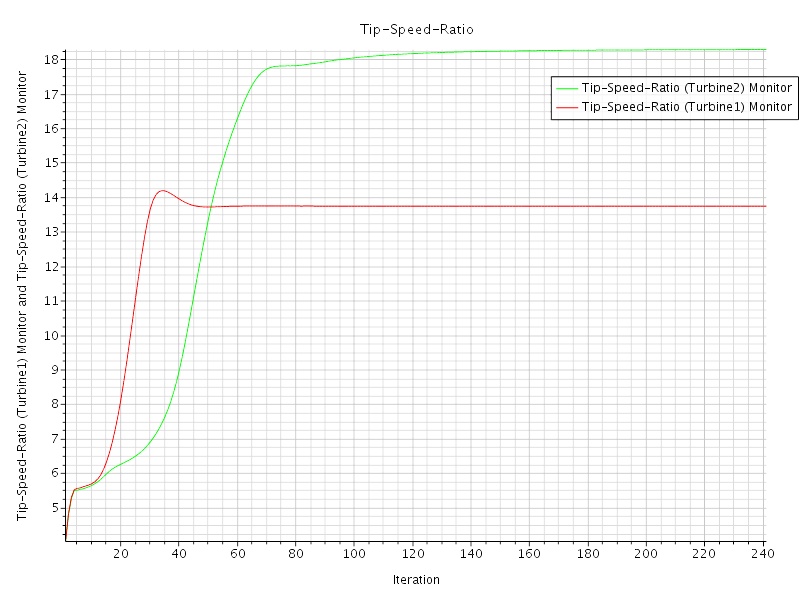 Tip-Speed-Ratio
Tip-Speed-Ratio (Turbine1) Monitor and Tip-Speed-Ratio (Turbine2) Monitor
18
17
16
15
14
13
12
11
10
9
8
7
6
5
Tip-Speed-Ratio (Turbine2) Monitor
Tip-Speed-Ratio (Turbine1) Monitor
20 40 60 80 100 120 140 160 180 200 220 240
Iteration